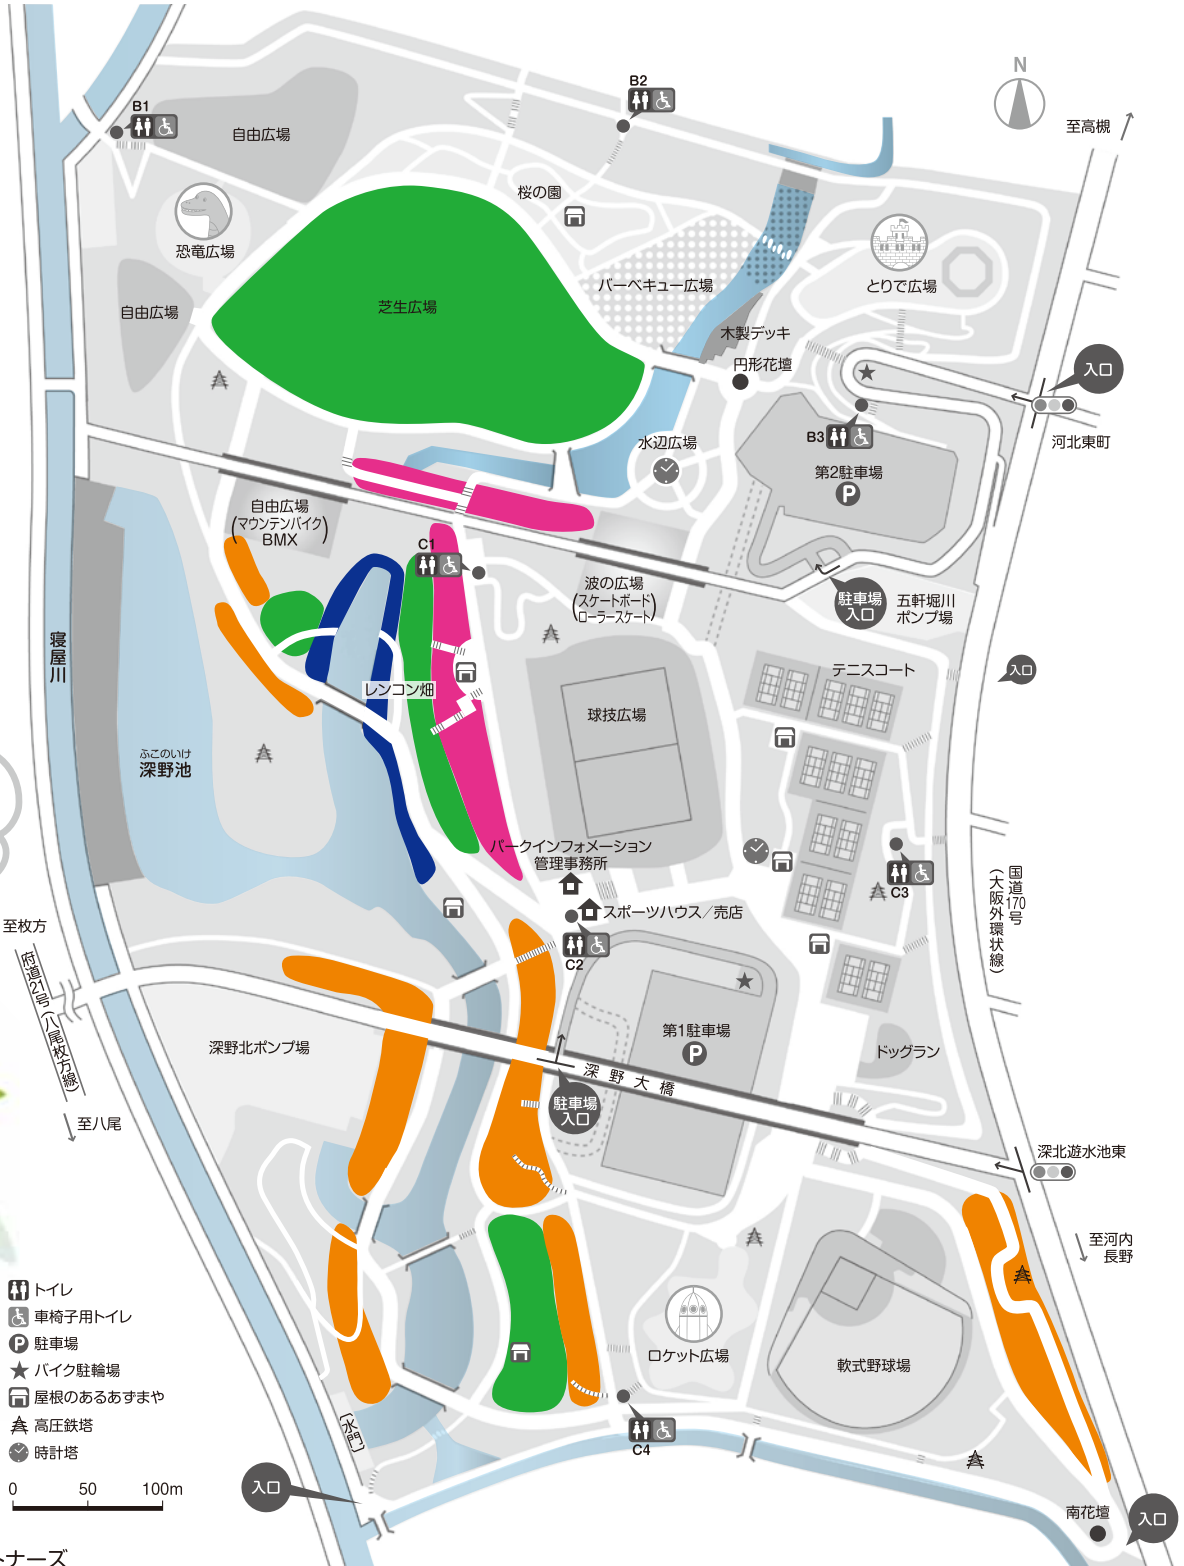 N
至高槻
B1
B2
自由広場
桜の園
恐竜広場
とりで広場
バーベキュー広場
自由広場
芝生広場
木製デッキ
円形花壇
入口
河北東町
B3
水辺広場
第2駐車場
P
自由広場
(マウンテンバイク)
BMX
C1
波の広場
(スケートボード
ローラースケート)
駐車場
入口
五軒堀川
ポンプ場
寝屋川
テニスコート
入口
レンコン畑
球技広場
ふこのいけ
深野池
パークインフォメーション
管理事務所
C3
国道170号
(大阪外環状線)
スポーツハウス/売店
C2
至枚方
府道21号(八尾枚方線)
第1駐車場
P
深野北ポンプ場
ドッグラン
深野大橋
駐車場
入口
至八尾
深北遊水池東
至河内
長野
トイレ
車椅子用トイレ
P
駐車場
バイク駐輪場
屋根のあるあずまや
高圧鉄塔
時計塔
ロケット広場
軟式野球場
(水門)
C4
0 50 100m
入口
南花壇
入口
トナーズ